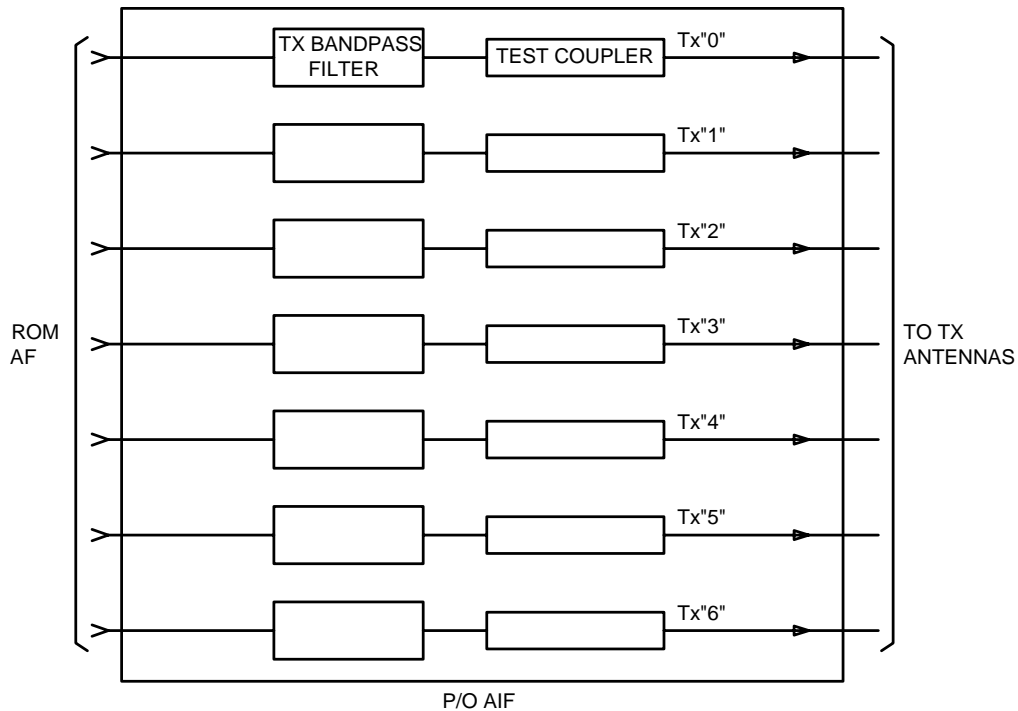 TX BANDPASS
FILTER
TEST COUPLER
Tx"0"
Tx"1"
Tx"2"
Tx"3"
ROM
AF
TO TX
ANTENNAS
Tx"4"
Tx"5"
Tx"6"
P/O AIF